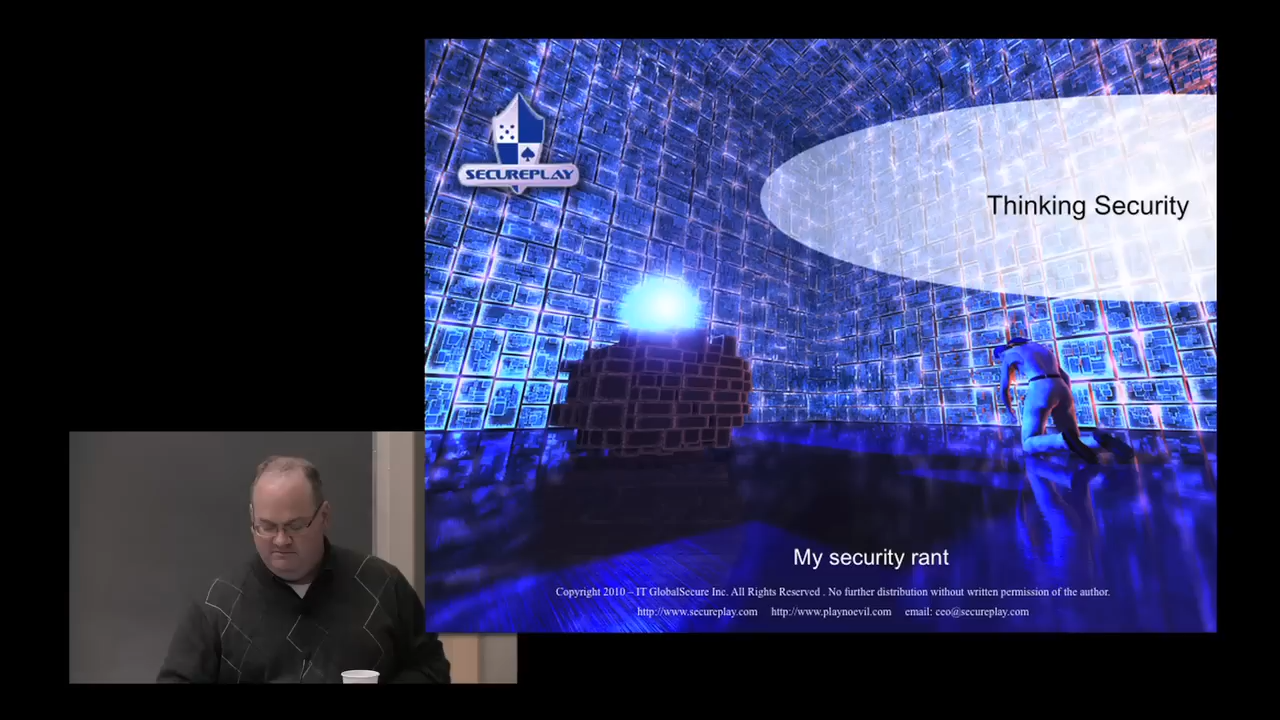 SECUREPLAY
Thinking Security
My security rant
Copyright 2010 – IT GlobalSecure Inc. All Rights Reserved . No further distribution without written permission of the author.
http://www.secureplay.com http://www.playnoevil.com email: ceo@secureplay.com